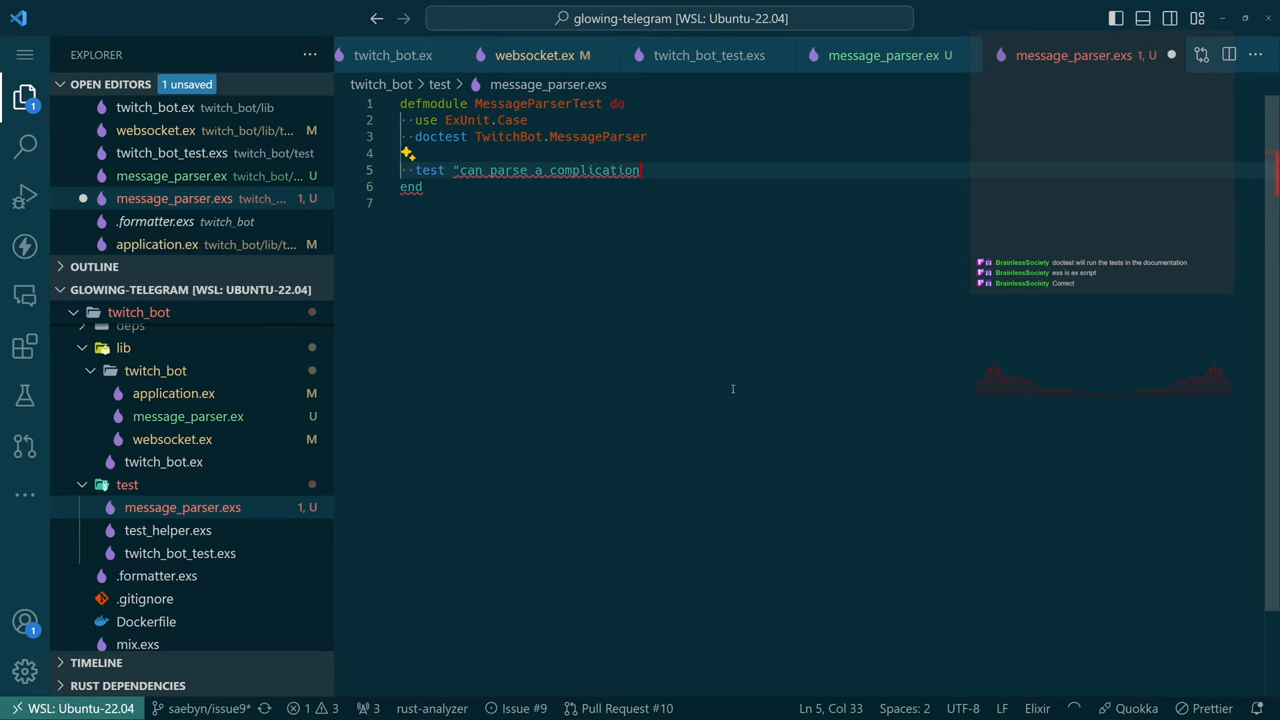 glowing-telegram [WSL: Ubuntu-22.04]
EXPLORER
twitch_bot.ex
websocket.ex M
twitch_bot_test.exs
message_parser.ex U
message_parser.exs 1, U
OPEN EDITORS 1 unsaved
twitch_bot.ex twitch_bot/lib
websocket.ex twitch_bot/lib/t... M
twitch_bot_test.exs twitch_bot/test
message_parser.ex twitch_bot/li... U
message_parser.exs twitch_... 1, U
.formatter.exs twitch_bot
application.ex twitch_bot/lib/t... M
OUTLINE
GLOWING-TELEGRAM [WSL: UBUNTU-22.04]
twitch_bot
deps
lib
twitch_bot
application.ex M
message_parser.ex U
websocket.ex M
twitch_bot.ex
test
message_parser.exs 1, U
test_helper.exs
twitch_bot_test.exs
.formatter.exs
.gitignore
Dockerfile
mix.exs
TIMELINE
RUST DEPENDENCIES
1
1
twitch_bot > test > message_parser.exs
1 defmodule MessageParserTest do
2 use ExUnit.Case
3 doctest TwitchBot.MessageParser
4
5 test "can parse a complication
6 end
7
BrainlessSociety doctest will run the tests in the documentation
BrainlessSociety exs is ex script
BrainlessSociety Correct
WSL: Ubuntu-22.04 saebyn/issue9* 1 3 3 rust-analyzer Issue #9 Pull Request #10 Ln 5, Col 33 Spaces: 2 UTF-8 LF Elixir Quokka Prettier